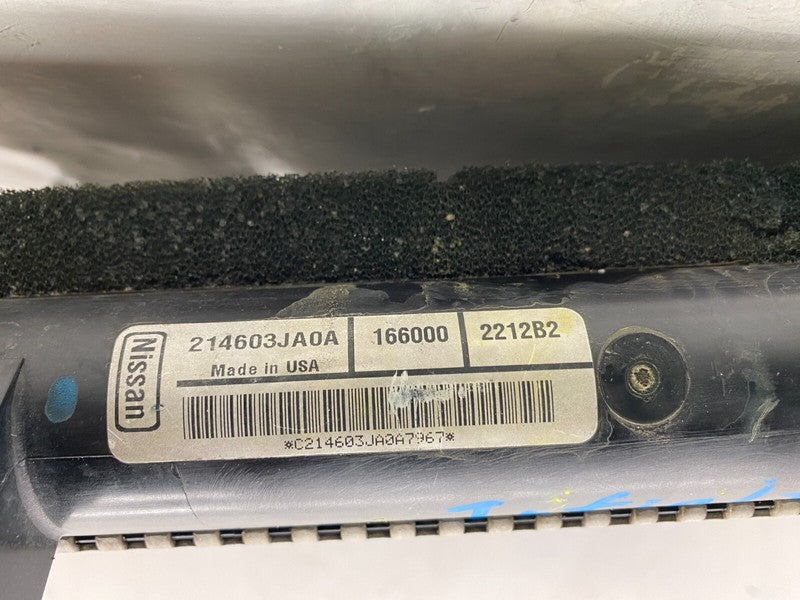 Nissan
214603JA0A 166000 2212B2
Made in USA
*C214603JA0A7967*